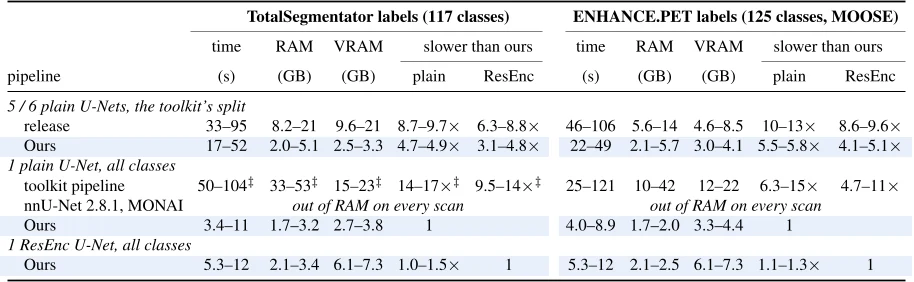 TotalSegmentator labels (117 classes) ENHANCE.PET labels (125 classes, MOOSE)
time RAM VRAM slower than ours time RAM VRAM slower than ours
pipeline (s) (GB) (GB) plain ResEnc (s) (GB) (GB) plain ResEnc
5 / 6 plain U-Nets, the toolkit's split
release 33–95 8.2–21 9.6–21 8.7–9.7× 6.3–8.8× 46–106 5.6–14 4.6–8.5 10–13× 8.6–9.6×
Ours 17–52 2.0–5.1 2.5–3.3 4.7–4.9× 3.1–4.8× 22–49 2.1–5.7 3.0–4.1 5.5–5.8× 4.1–5.1×
1 plain U-Net, all classes
toolkit pipeline 50–104‡ 33–53‡ 15–23‡ 14–17×‡ 9.5–14×‡ 25–121 10–42 12–22 6.3–15× 4.7–11×
nnU-Net 2.8.1, MONAI out of RAM on every scan out of RAM on every scan
Ours 3.4–11 1.7–3.2 2.7–3.8 1 4.0–8.9 1.7–2.0 3.3–4.4 1
1 ResEnc U-Net, all classes
Ours 5.3–12 2.1–3.4 6.1–7.3 1.0–1.5× 1 5.3–12 2.1–2.5 6.1–7.3 1.1–1.3× 1